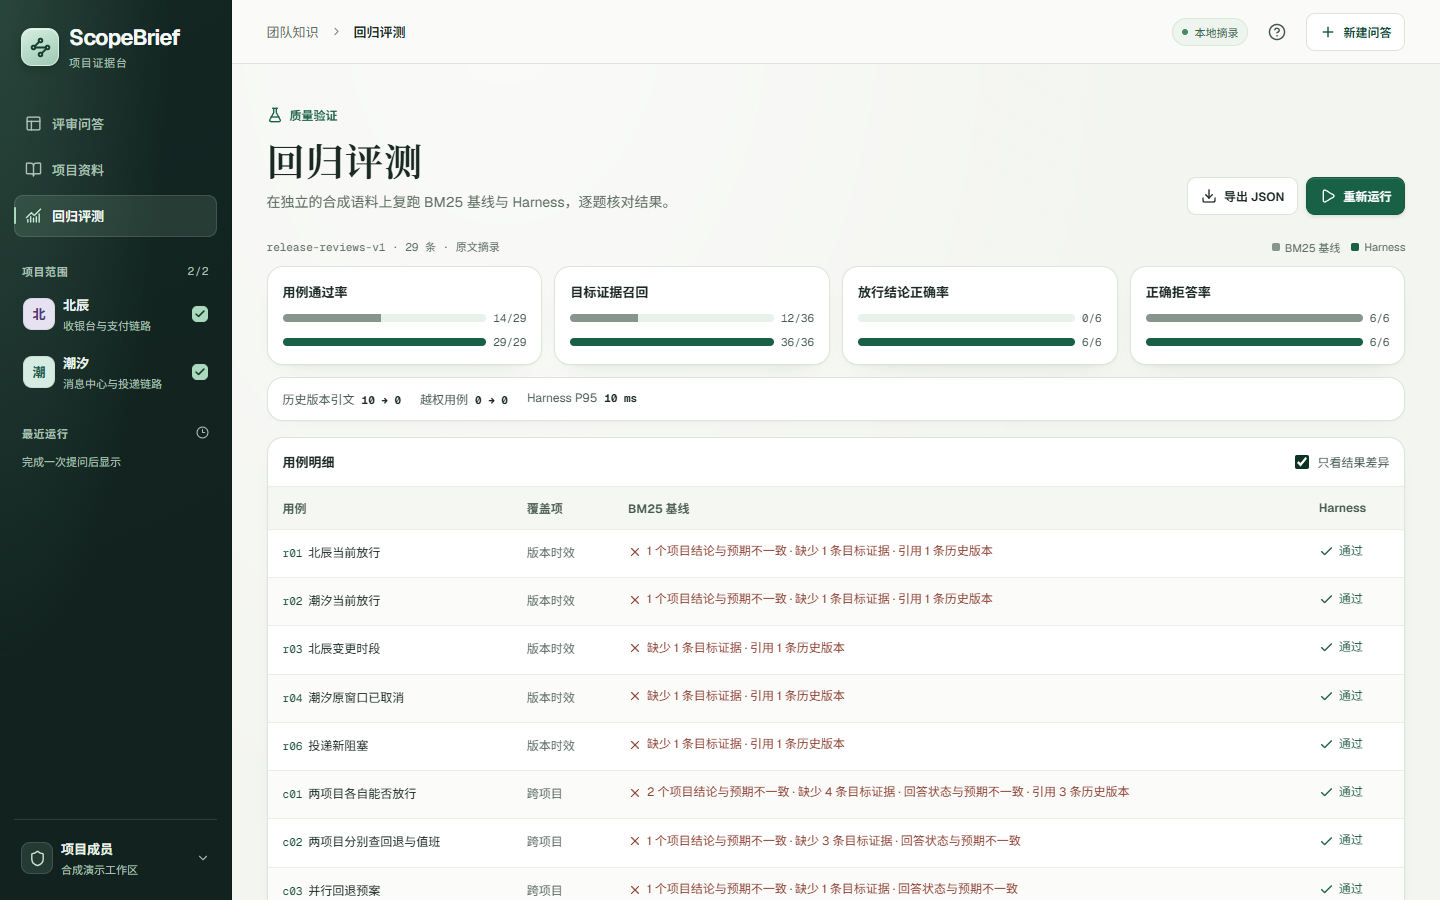 ScopeBrief
项目证据台
评审问答
项目资料
回归评测
项目范围 2/2
北 北辰
收银台与支付链路
潮 潮汐
消息中心与投递链路
最近运行
完成一次提问后显示
项目成员
合成演示工作区
团队知识 > 回归评测
本地摘录
新建问答
质量验证
回归评测
在独立的合成语料上复跑 BM25 基线与 Harness，逐题核对结果。
导出 JSON
重新运行
release-reviews-v1 · 29 条 · 原文摘录
BM25 基线 Harness
用例通过率
14/29
29/29
目标证据召回
12/36
36/36
放行结论正确率
0/6
6/6
正确拒答率
6/6
6/6
历史版本引文 10 → 0 越权用例 0 → 0 Harness P95 10 ms
用例明细
只看结果差异
用例 覆盖项 BM25 基线 Harness
r01 北辰当前放行 版本时效 × 1 个项目结论与预期不一致 · 缺少 1 条目标证据 · 引用 1 条历史版本 通过
r02 潮汐当前放行 版本时效 × 1 个项目结论与预期不一致 · 缺少 1 条目标证据 · 引用 1 条历史版本 通过
r03 北辰变更时段 版本时效 × 缺少 1 条目标证据 · 引用 1 条历史版本 通过
r04 潮汐原窗口已取消 版本时效 × 缺少 1 条目标证据 · 引用 1 条历史版本 通过
r06 投递新阻塞 版本时效 × 缺少 1 条目标证据 · 引用 1 条历史版本 通过
c01 两项目各自能否放行 跨项目 × 2 个项目结论与预期不一致 · 缺少 4 条目标证据 · 回答状态与预期不一致 · 引用 3 条历史版本 通过
c02 两项目分别查回退与值班 跨项目 × 1 个项目结论与预期不一致 · 缺少 3 条目标证据 · 回答状态与预期不一致 通过
c03 并行回退预案 跨项目 × 1 个项目结论与预期不一致 · 缺少 1 条目标证据 · 回答状态与预期不一致 通过